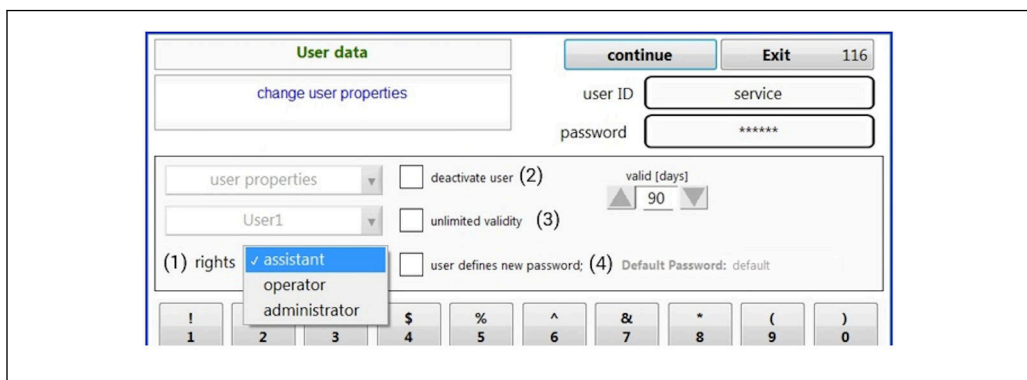 User data
continue
Exit 116
change user properties
user ID service
password ******
user properties
deactivate user (2)
valid [days]
90
User1
unlimited validity (3)
(1) rights
✓ assistant
operator
administrator
user defines new password; (4) Default Password: default
! $ % ^ & * ( )
1 2 3 4 5 6 7 8 9 0